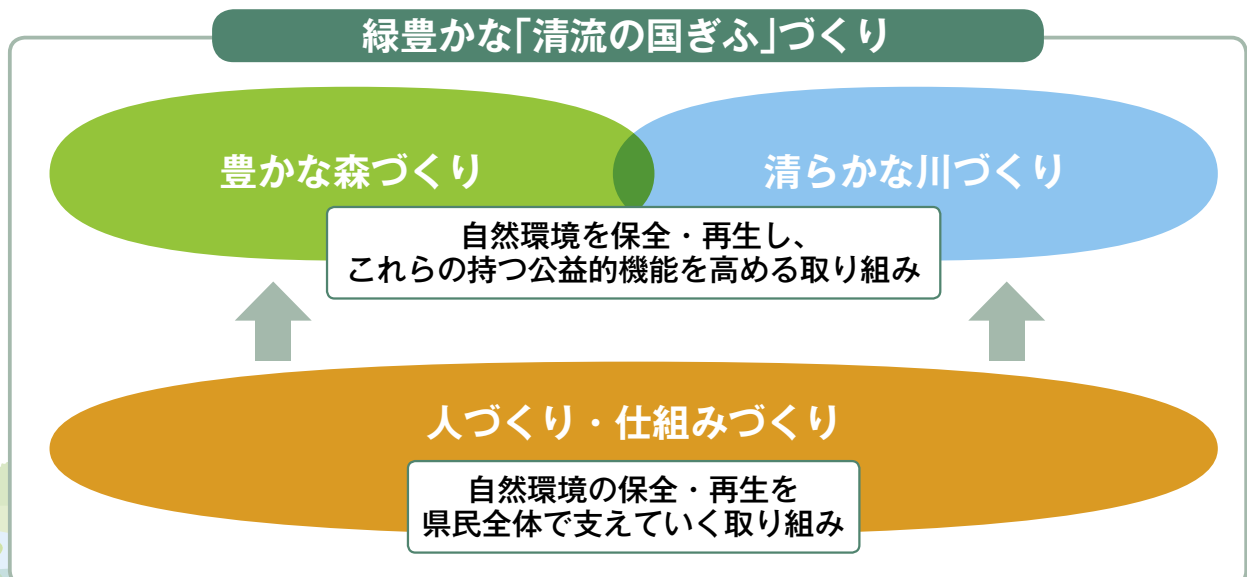 緑豊かな「清流の国ぎふ」づくり
豊かな森づくり
清らかな川づくり
自然環境を保全・再生し、
これらの持つ公益的機能を高める取り組み
人づくり・仕組みづくり
自然環境の保全・再生を
県民全体で支えていく取り組み